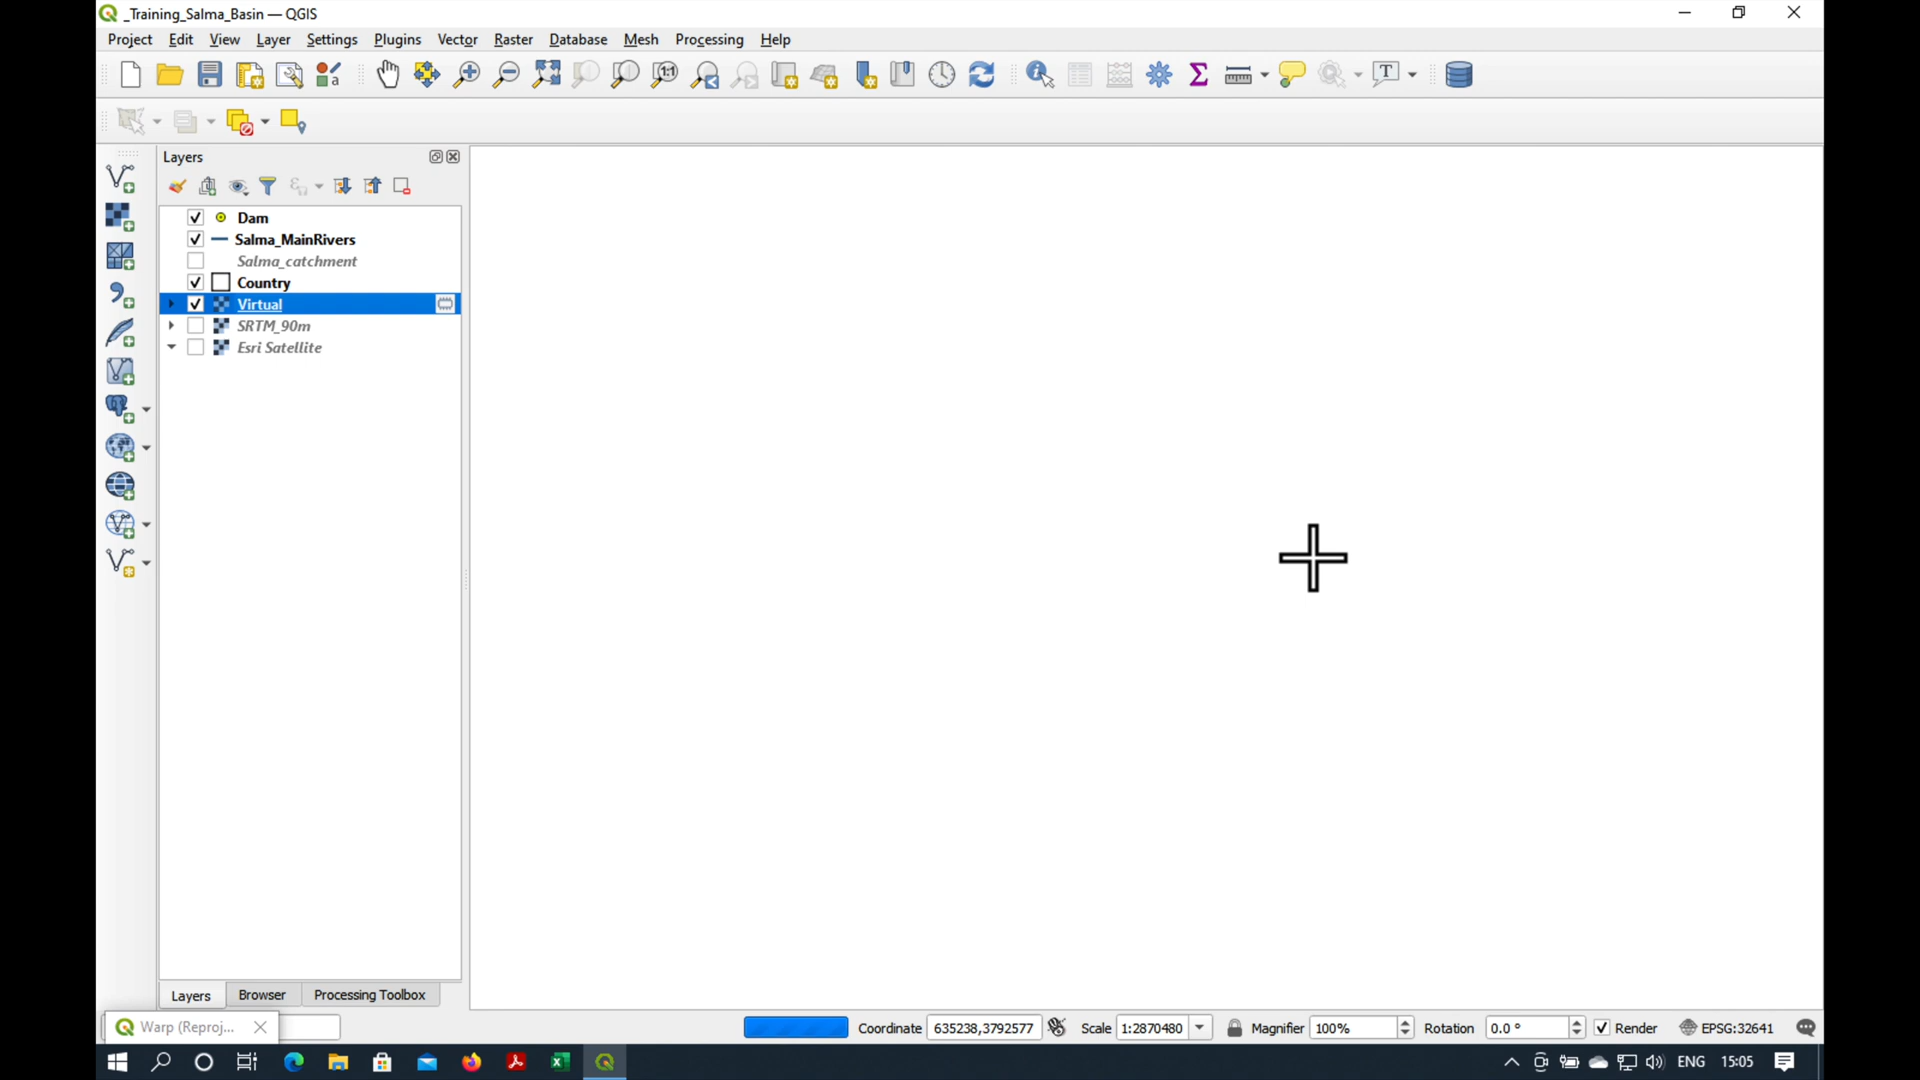 _Training_Salma_Basin — QGIS
Project Edit View Layer Settings Plugins Vector Raster Database Mesh Processing Help
Layers
Dam
Salma_MainRivers
Salma_catchment
Country
Virtual
SRTM_90m
Esri Satellite
Layers Browser Processing Toolbox
Warp (Reproj... Coordinate 635238,3792577 Scale 1:2870480 Magnifier 100% Rotation 0.0 ° Render EPSG:32641
ENG 15:05